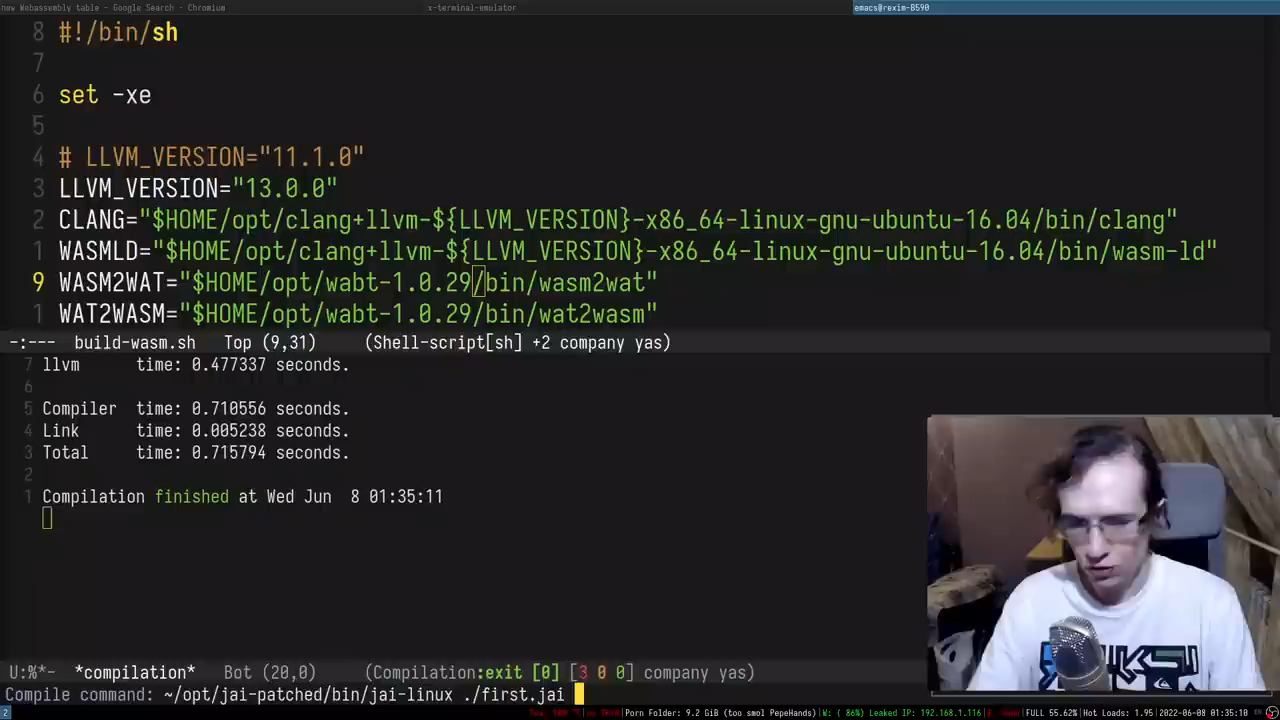 new Webassembly table - Google Search - Chromium
x-terminal-emulator
emacs@rexim-B590
8 #!/bin/sh
7
6 set -xe
5
4 # LLVM_VERSION="11.1.0"
3 LLVM_VERSION="13.0.0"
2 CLANG="$HOME/opt/clang+llvm-${LLVM_VERSION}-x86_64-linux-gnu-ubuntu-16.04/bin/clang"
1 WASMLD="$HOME/opt/clang+llvm-${LLVM_VERSION}-x86_64-linux-gnu-ubuntu-16.04/bin/wasm-ld"
9 WASM2WAT="$HOME/opt/wabt-1.0.29/bin/wasm2wat"
1 WAT2WASM="$HOME/opt/wabt-1.0.29/bin/wat2wasm"
-:--- build-wasm.sh Top (9,31) (Shell-script[sh] +2 company yas)
7 llvm time: 0.477337 seconds.
6
5 Compiler time: 0.710556 seconds.
4 Link time: 0.005238 seconds.
3 Total time: 0.715794 seconds.
2
1 Compilation finished at Wed Jun 8 01:35:11
U:%*- *compilation* Bot (20,0) (Compilation:exit [0] [3 0 0] company yas)
Compile command: ~/opt/jai-patched/bin/jai-linux ./first.jai
2
Porn Folder: 9.2 GiB (too smol PepeHands)|W: ( 86%) Leaked IP: 192.168.1.116|
|FULL 55.62%|Hot Loads: 1.95|2022-06-08 01:35:10